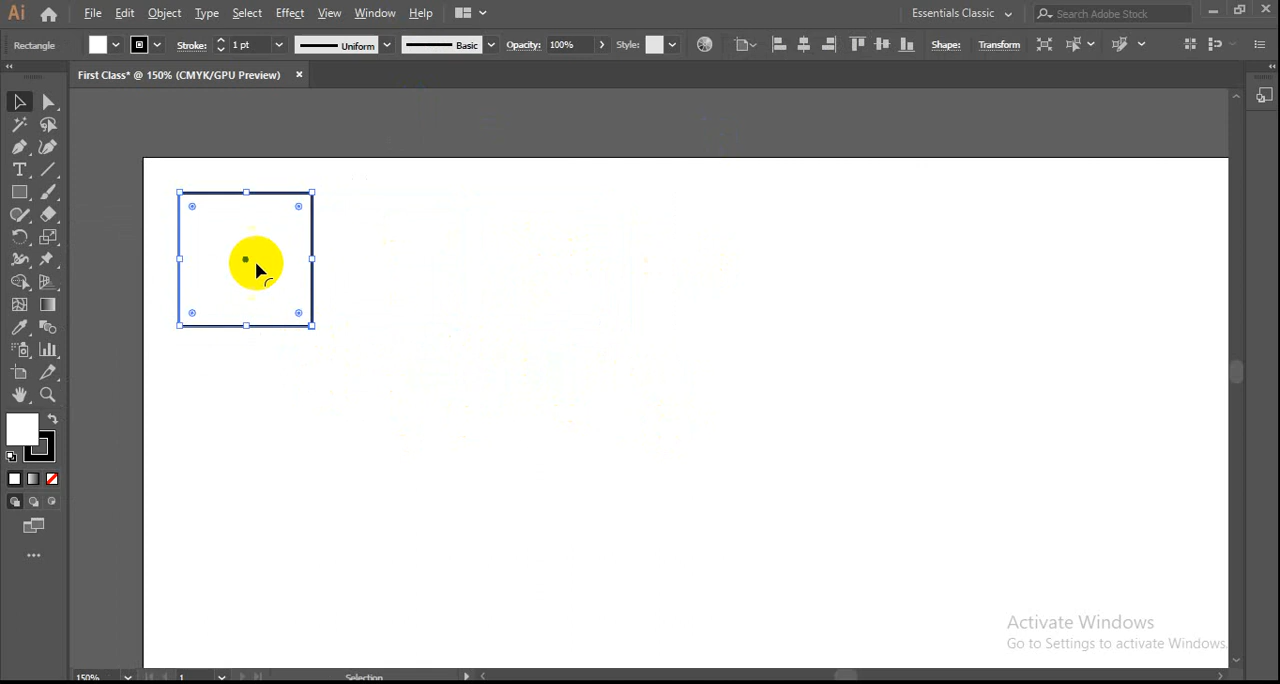 Ai File Edit Object Type Select Effect View Window Help Essentials Classic Search Adobe Stock
Rectangle Stroke: 1 pt Uniform Basic Opacity: 100% Style: Shape: Transform
First Class* @ 150% (CMYK/GPU Preview)
T
Activate Windows
Go to Settings to activate Windows.
150% 1 Selection